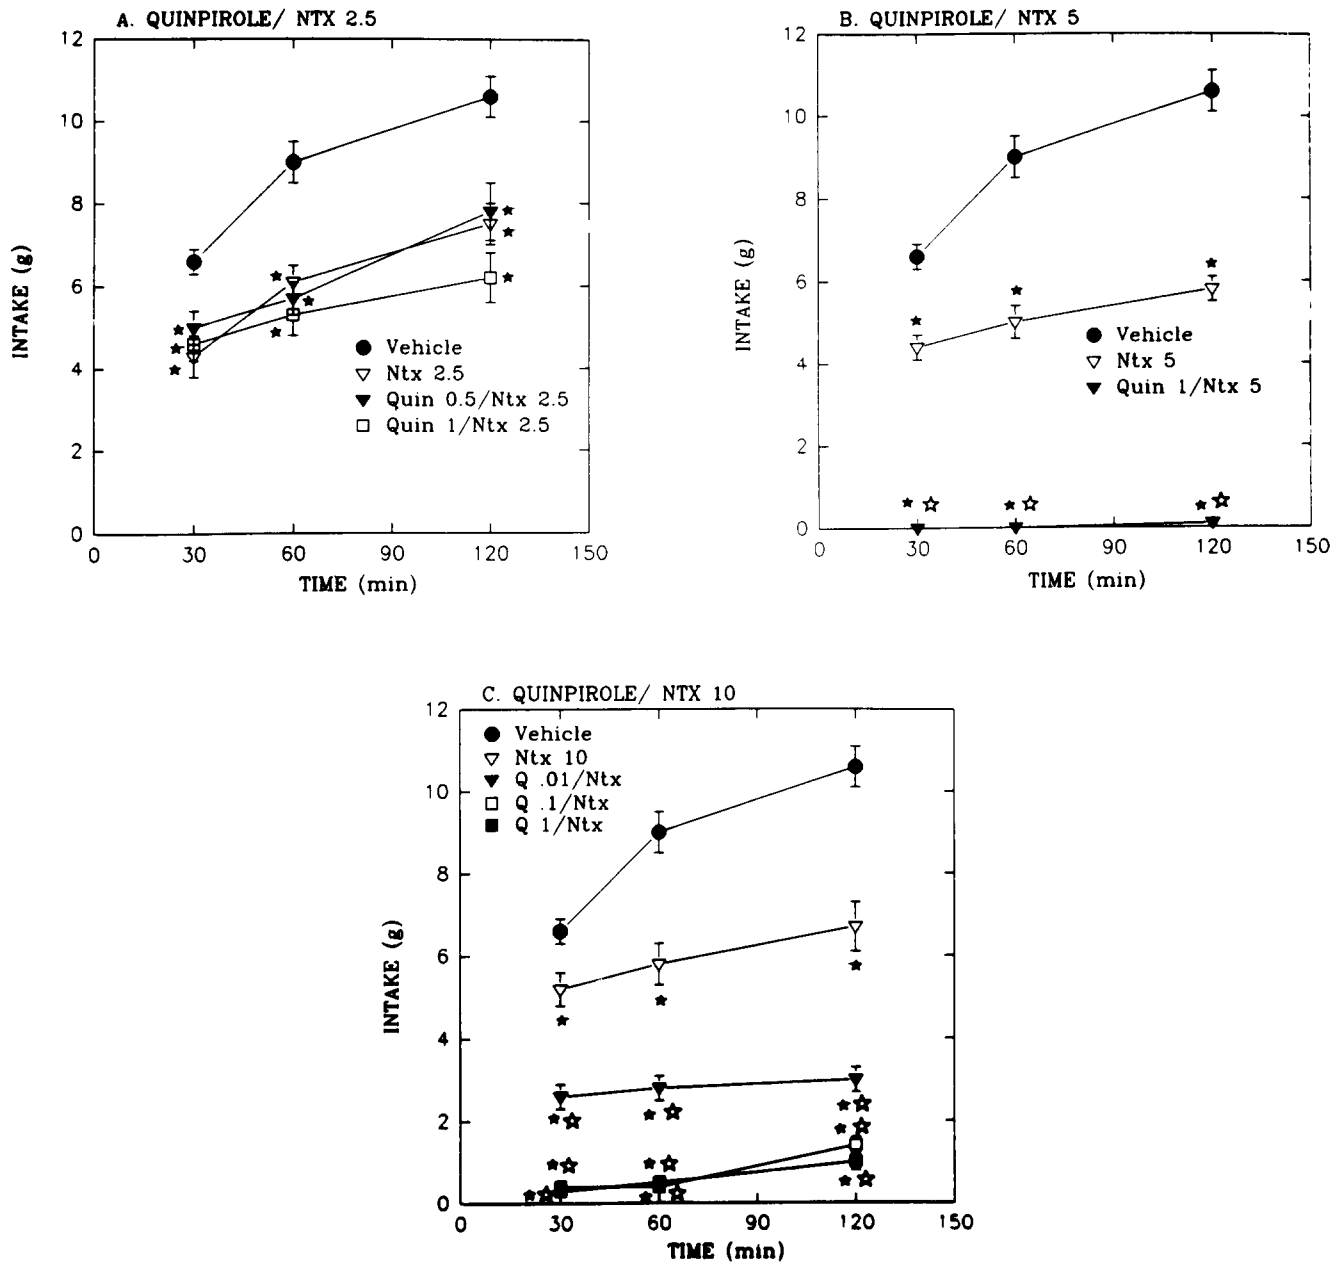 A. QUINPIROLE/ NTX 2.5
12
10
8
6
4
2
0
INTAKE (g)
Vehicle
Ntx 2.5
Quin 0.5/Ntx 2.5
Quin 1/Ntx 2.5
0 30 60 90 120 150
TIME (min)
B. QUINPIROLE/ NTX 5
12
10
8
6
4
2
0
INTAKE (g)
Vehicle
Ntx 5
Quin 1/Ntx 5
0 30 60 90 120 150
TIME (min)
C. QUINPIROLE/ NTX 10
12
10
8
6
4
2
0
INTAKE (g)
Vehicle
Ntx 10
Q .01/Ntx
Q .1/Ntx
Q 1/Ntx
0 30 60 90 120 150
TIME (min)